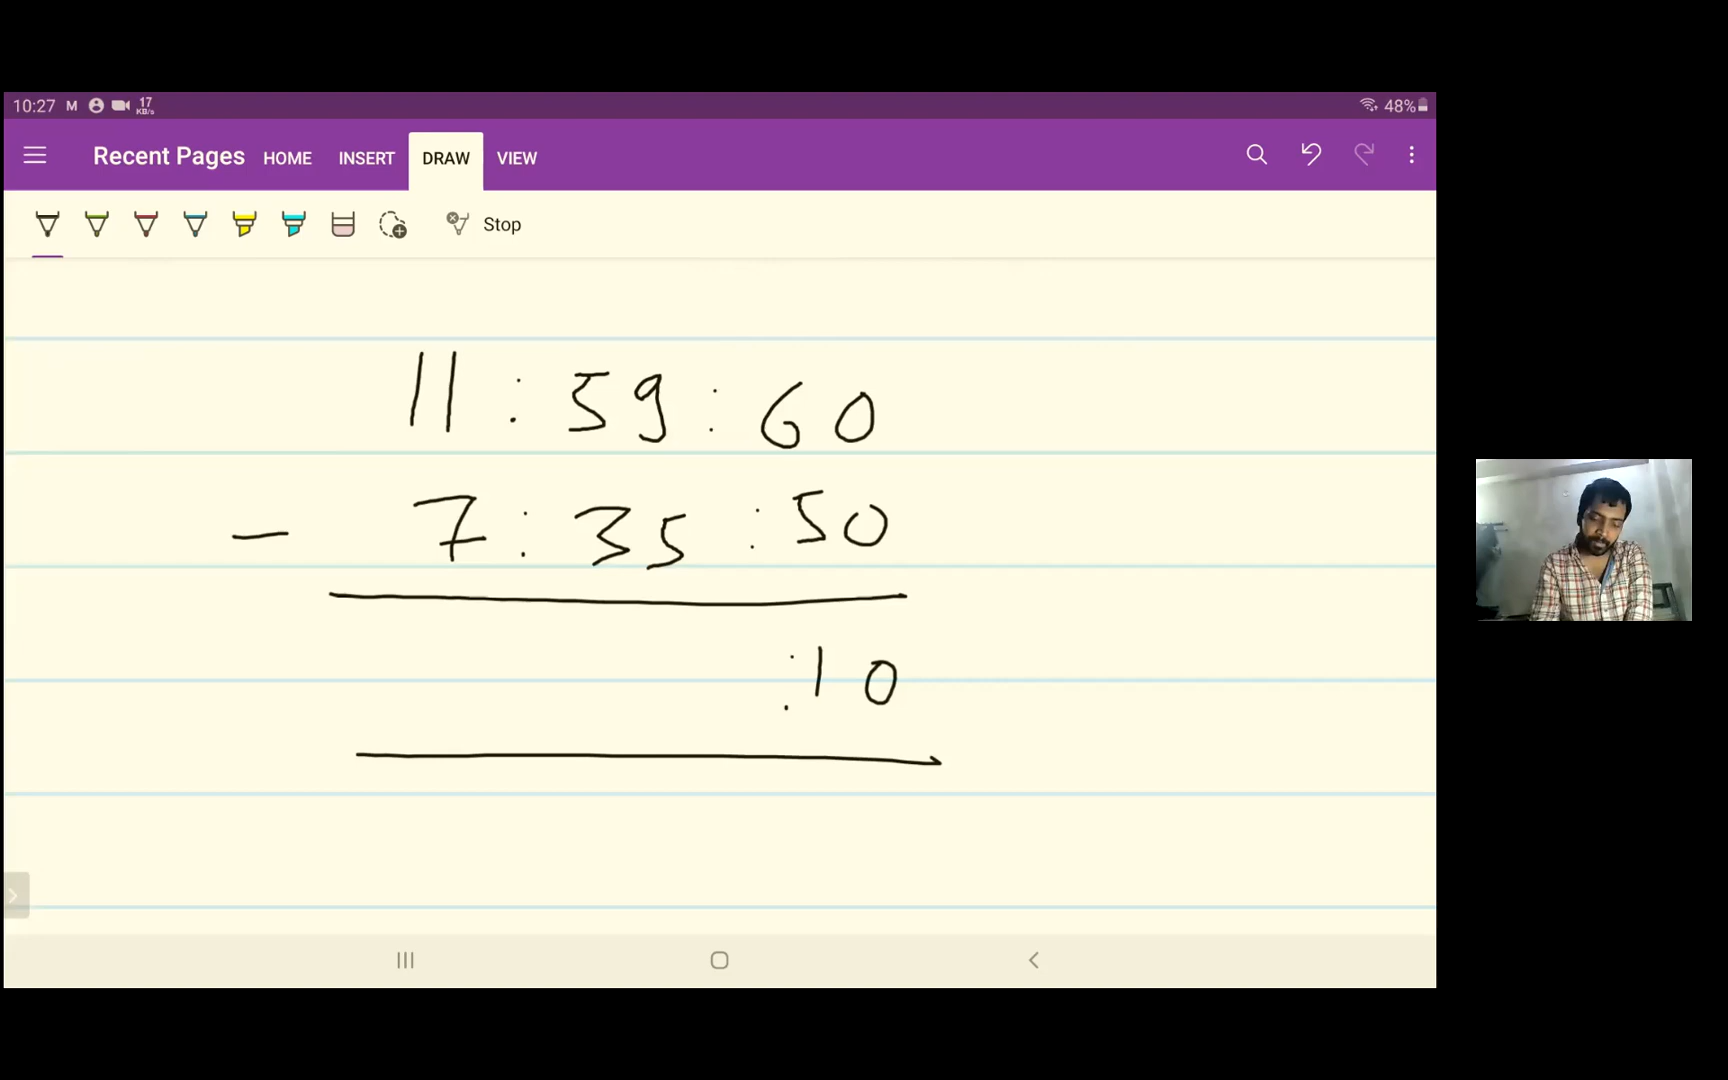 10:27 M 17 KB/s 48%
Recent Pages HOME INSERT DRAW VIEW
Stop
11 : 59 : 60
- 7 : 35 : 50
: 10